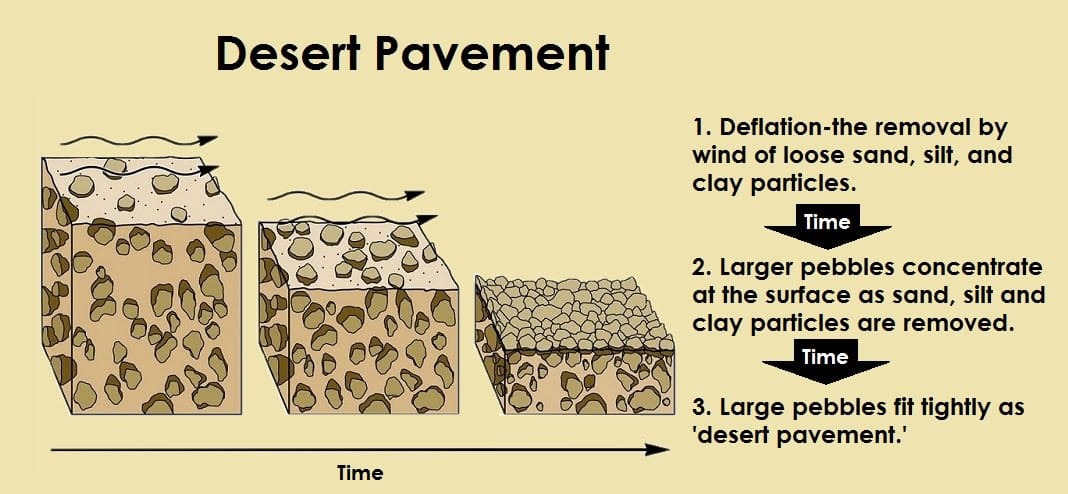 Desert Pavement
1. Deflation-the removal by
wind of loose sand, silt, and
clay particles.
Time
2. Larger pebbles concentrate
at the surface as sand, silt and
clay particles are removed.
Time
3. Large pebbles fit tightly as
'desert pavement.'
Time